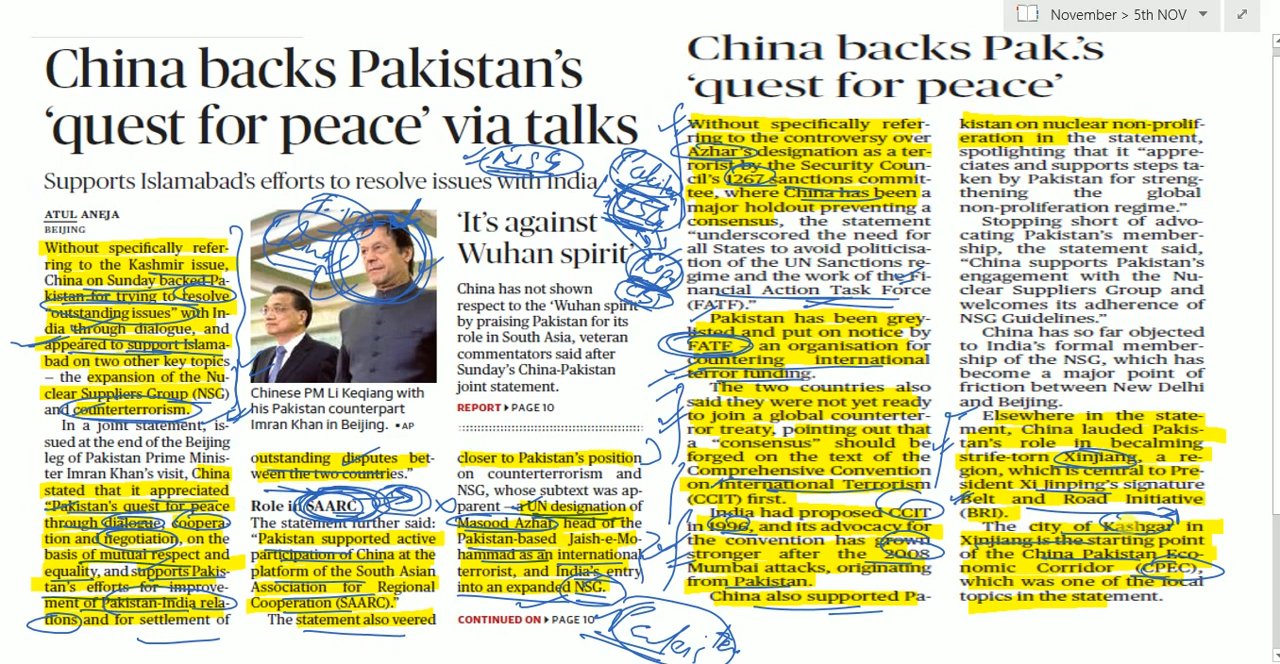 November > 5th NOV
China backs Pakistan's
'quest for peace' via talks
Supports Islamabad's efforts to resolve issues with India
ATUL ANEJA
BEIJING
Without specifically refer-
ring to the Kashmir issue,
China on Sunday backed Pa-
kistan for trying to resolve
"outstanding issues" with In-
dia through dialogue, and
appeared to support Islama-
bad on two other key topics
– the expansion of the Nu-
clear Suppliers Group (NSG)
and counterterrorism.
In a joint statement, is-
sued at the end of the Beijing
leg of Pakistan Prime Minis-
ter Imran Khan's visit, China
stated that it appreciated
"Pakistan's quest for peace
through dialogue, coopera-
tion and negotiation, on the
basis of mutual respect and
equality, and supports Pakis-
tan's efforts for improve-
ment of Pakistan-India rela-
tions and for settlement of
Chinese PM Li Keqiang with
his Pakistan counterpart
Imran Khan in Beijing. ▪AP
outstanding disputes bet-
ween the two countries."
Role in SAARC
The statement further said:
"Pakistan supported active
participation of China at the
platform of the South Asian
Association for Regional
Cooperation (SAARC)."
The statement also veered
NSG
'It's against
Wuhan spirit'
China has not shown
respect to the 'Wuhan spirit'
by praising Pakistan for its
role in South Asia, veteran
commentators said after
Sunday's China-Pakistan
joint statement.
REPORT ▸ PAGE 10
closer to Pakistan's position
on counterterrorism and
NSG, whose subtext was ap-
parent – a UN designation of
Masood Azhar, head of the
Pakistan-based Jaish-e-Mo-
hammad as an international
terrorist, and India's entry
into an expanded NSG.
CONTINUED ON ▸ PAGE 10
China backs Pak.'s
'quest for peace'
Without specifically refer-
ring to the controversy over
Azhar's designation as a ter-
rorist by the Security Coun-
cil's 1267 sanctions commit-
tee, where China has been a
major holdout preventing a
consensus, the statement
"underscored the need for
all States to avoid politicisa-
tion of the UN Sanctions re-
gime and the work of the Fi-
nancial Action Task Force
(FATF)."
Pakistan has been grey-
listed and put on notice by
FATF – an organisation for
countering international
terror funding.
The two countries also
said they were not yet ready
to join a global counterter-
ror treaty, pointing out that
a "consensus" should be
forged on the text of the
Comprehensive Convention
on International Terrorism
(CCIT) first.
India had proposed CCIT
in 1996, and its advocacy for
the convention has grown
stronger after the 2008
Mumbai attacks, originating
from Pakistan.
China also supported Pa-
kistan on nuclear non-prolif-
eration in the statement,
spotlighting that it "appre-
ciates and supports steps ta-
ken by Pakistan for streng-
thening the global
non-proliferation regime."
Stopping short of advo-
cating Pakistan's member-
ship, the statement said,
"China supports Pakistan's
engagement with the Nu-
clear Suppliers Group and
welcomes its adherence of
NSG Guidelines."
China has so far objected
to India's formal member-
ship of the NSG, which has
become a major point of
friction between New Delhi
and Beijing.
Elsewhere in the state-
ment, China lauded Pakis-
tan's role in becalming
strife-torn Xinjiang, a re-
gion, which is central to Pre-
sident Xi Jinping's signature
Belt and Road Initiative
(BRI).
The city of Kashgar in
Xinjiang is the starting point
of the China Pakistan Eco-
nomic Corridor (CPEC),
which was one of the focal
topics in the statement.